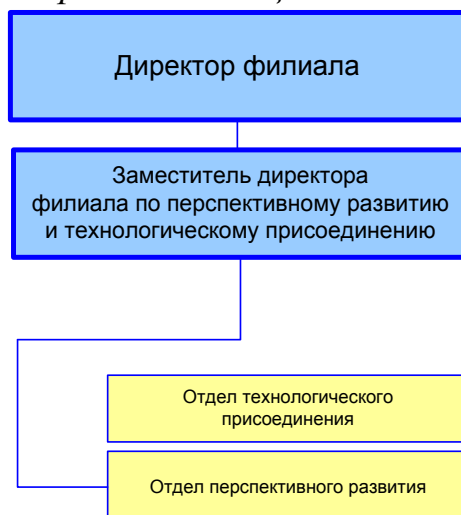 Директор филиала
Заместитель директора
филиала по перспективному развитию
и технологическому присоединению
Отдел технологического
присоединения
Отдел перспективного развития